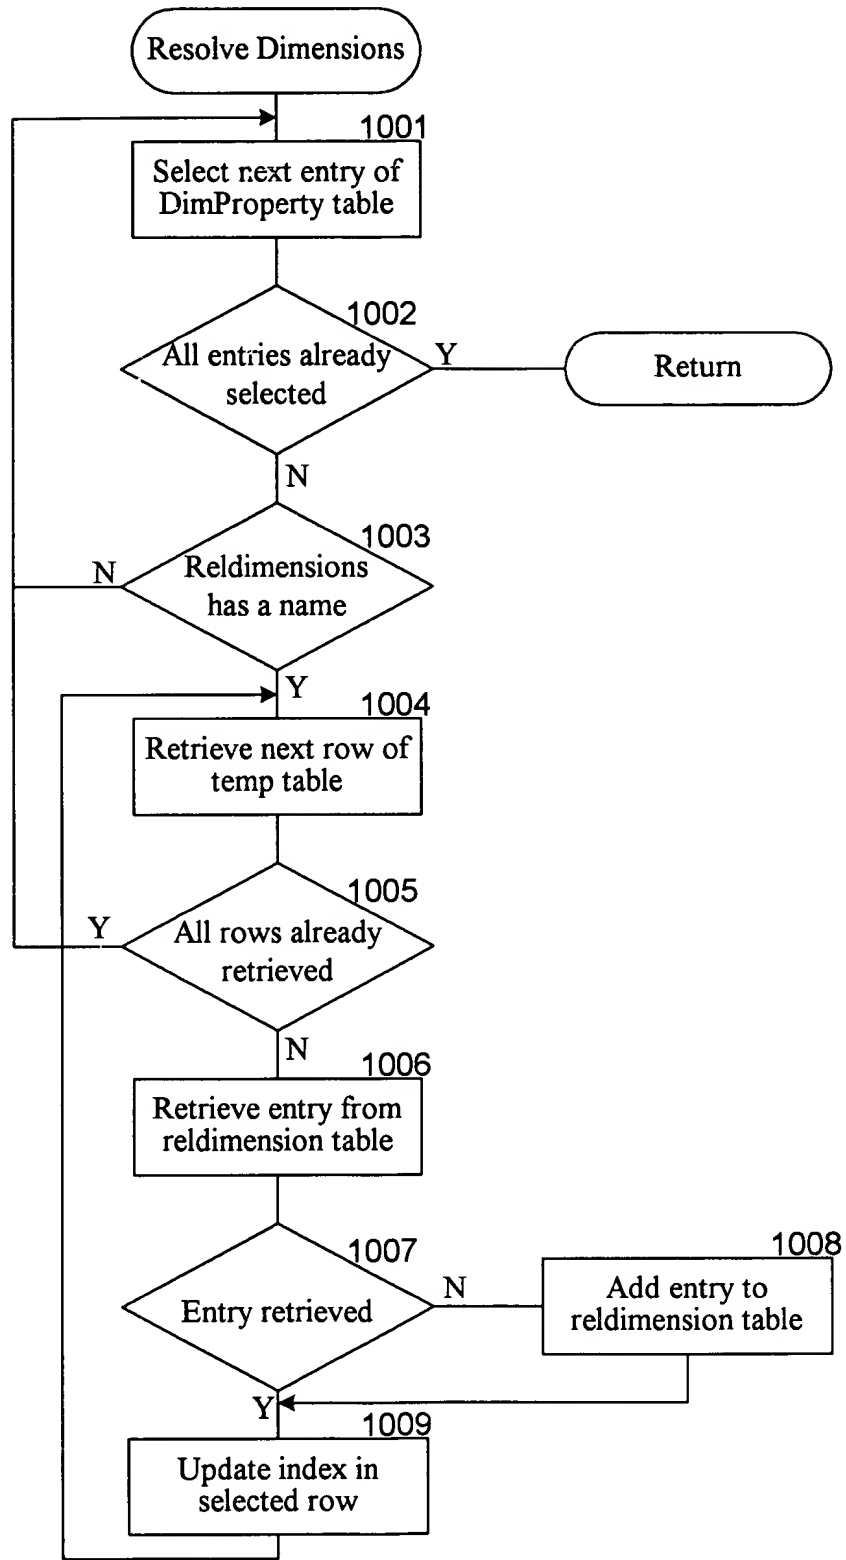 Resolve Dimensions
1001
Select next entry of
DimProperty table
1002
All entries already
selected
Y
Return
N
1003
Reldimensions
has a name
N
Y
1004
Retrieve next row of
temp table
1005
All rows already
retrieved
Y
N
1006
Retrieve entry from
reldimension table
1007
Entry retrieved
N
1008
Add entry to
reldimension table
Y
1009
Update index in
selected row